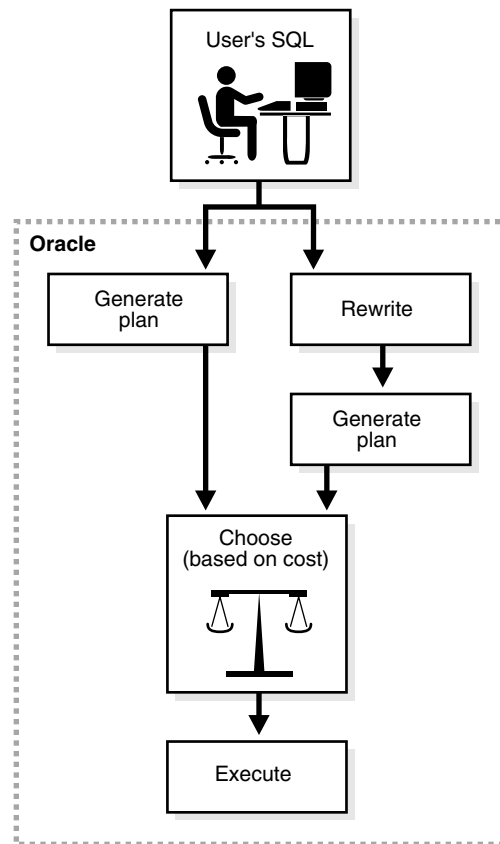 User's SQL
Oracle
Generate
plan
Rewrite
Generate
plan
Choose
(based on cost)
Execute